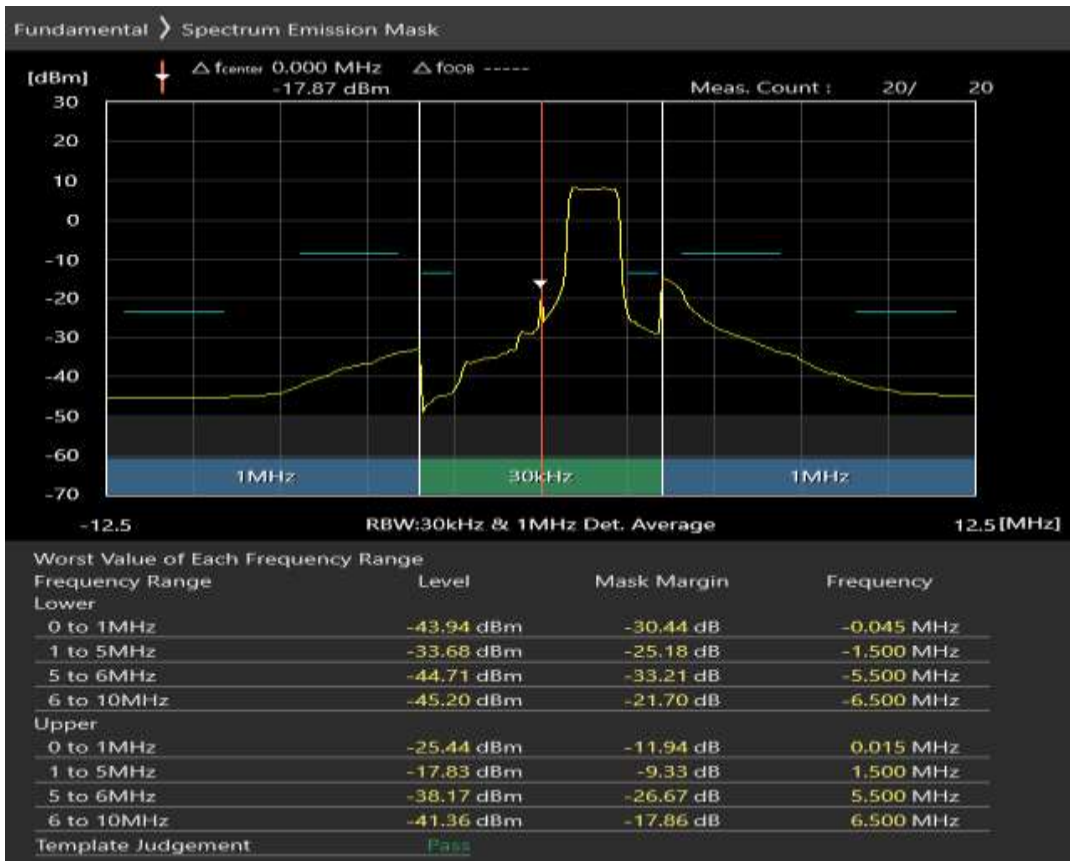 Fundamental 〉 Spectrum Emission Mask
[dBm] △ fcenter 0.000 MHz △ fOOB -----
-17.87 dBm Meas. Count : 20/ 20
30
20
10
0
-10
-20
-30
-40
-50
-60
1MHz 30kHz 1MHz
-70
-12.5 RBW:30kHz & 1MHz Det. Average 12.5 [MHz]
Worst Value of Each Frequency Range
Frequency Range Level Mask Margin Frequency
Lower
0 to 1MHz -43.94 dBm -30.44 dB -0.045 MHz
1 to 5MHz -33.68 dBm -25.18 dB -1.500 MHz
5 to 6MHz -44.71 dBm -33.21 dB -5.500 MHz
6 to 10MHz -45.20 dBm -21.70 dB -6.500 MHz
Upper
0 to 1MHz -25.44 dBm -11.94 dB 0.015 MHz
1 to 5MHz -17.83 dBm -9.33 dB 1.500 MHz
5 to 6MHz -38.17 dBm -26.67 dB 5.500 MHz
6 to 10MHz -41.36 dBm -17.86 dB 6.500 MHz
Template Judgement Pass